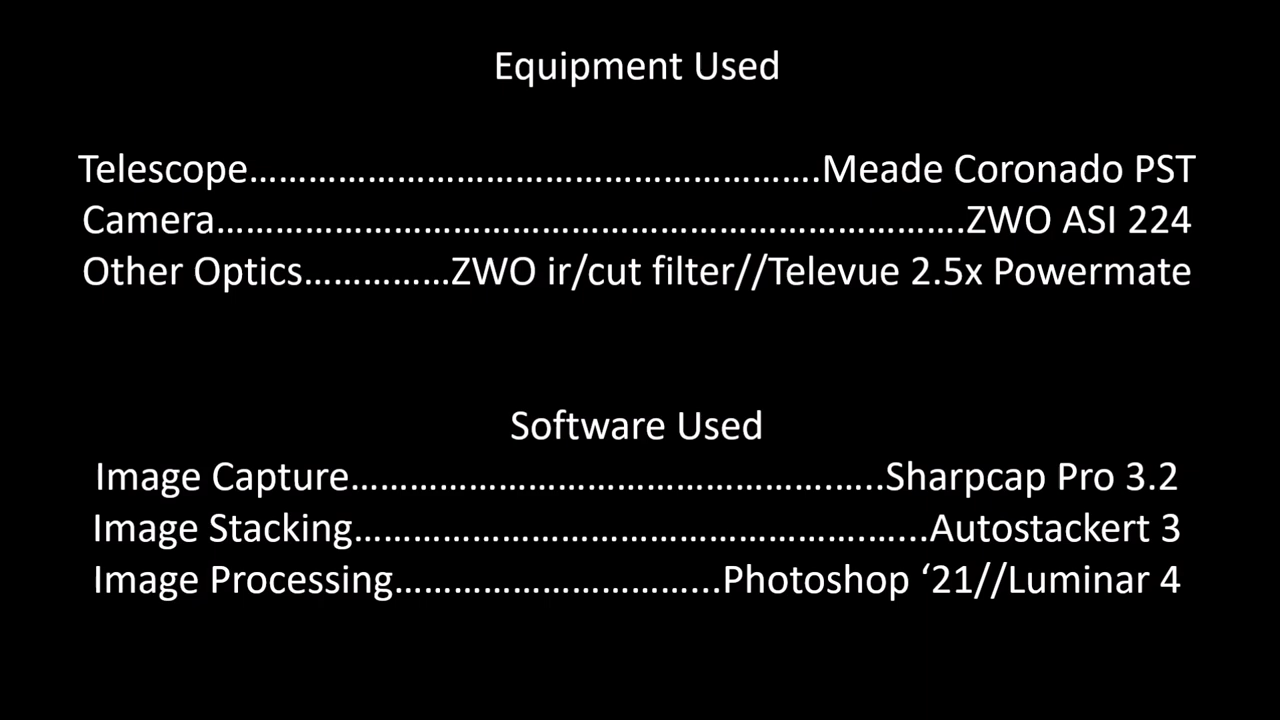 Equipment Used
Telescope………………………………………………….Meade Coronado PST
Camera………………………………………………………………….ZWO ASI 224
Other Optics……………ZWO ir/cut filter//Televue 2.5x Powermate
Software Used
Image Capture………………………………………….…..Sharpcap Pro 3.2
Image Stacking…………………………………………….…...Autostackert 3
Image Processing…………………………...Photoshop ‘21//Luminar 4